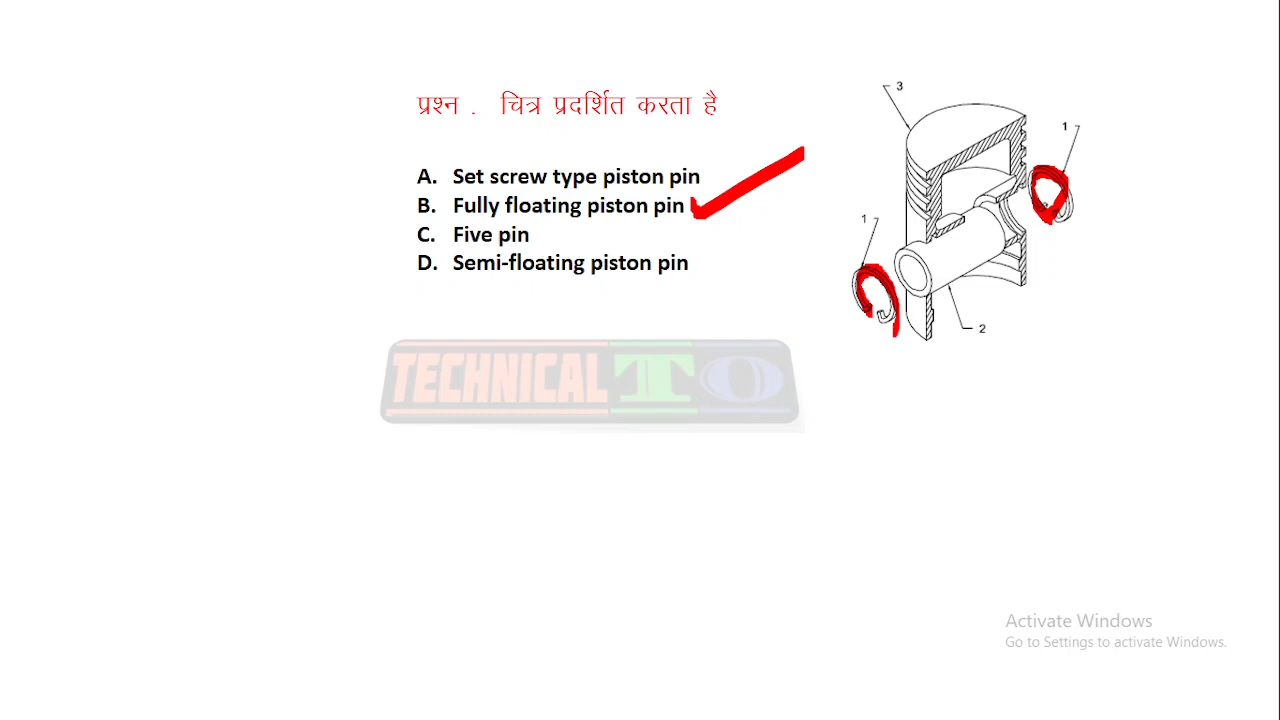 प्रश्न . चित्र प्रदर्शित करता है
A. Set screw type piston pin
B. Fully floating piston pin
C. Five pin
D. Semi-floating piston pin
3
1
1
2
TECHNICAL TO
Activate Windows
Go to Settings to activate Windows.